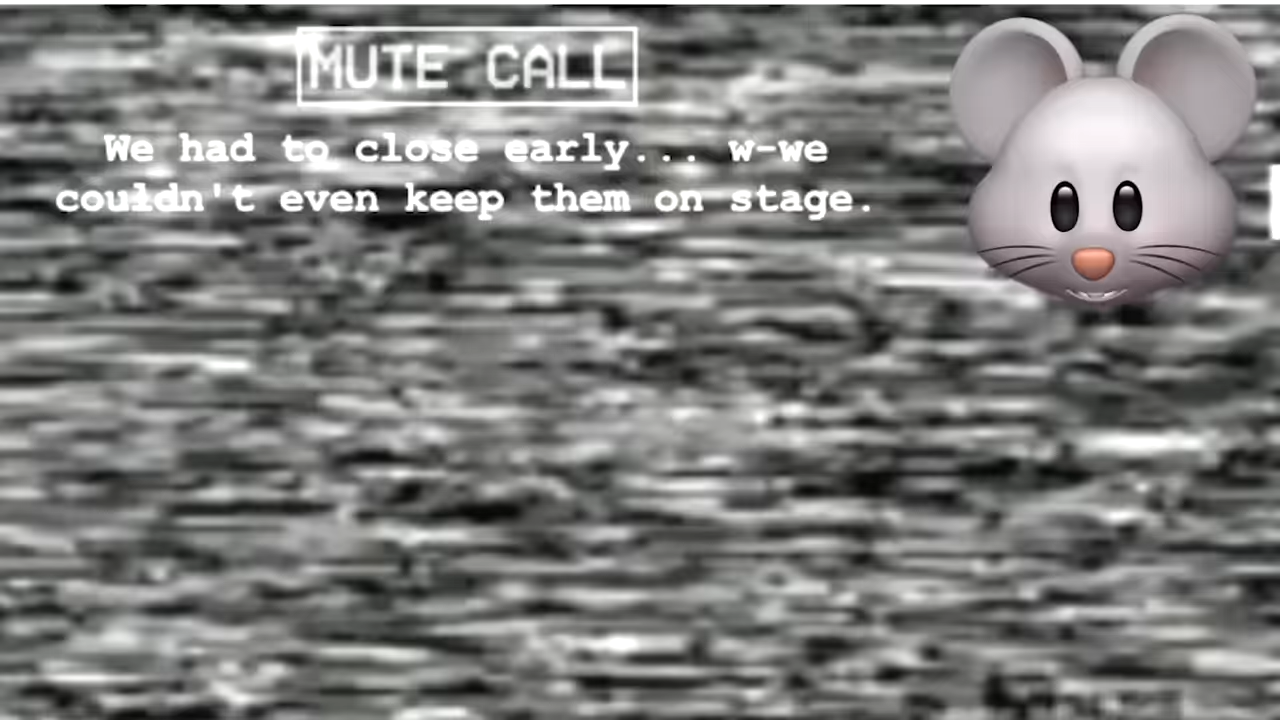 MUTE CALL
We had to close early... w-we
couldn't even keep them on stage.